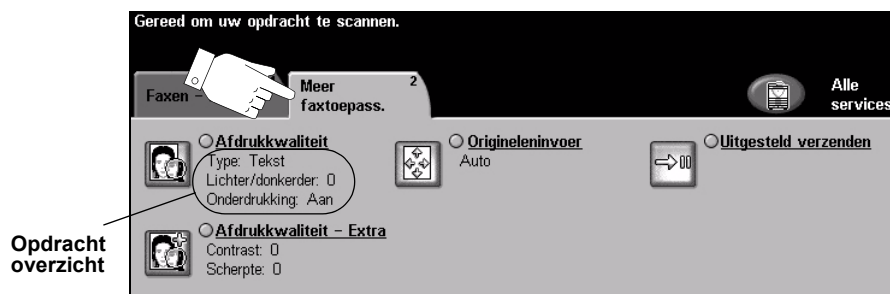 Gereed om uw opdracht te scannen.
Faxen –
Meer 2
faxtoepass.
Alle
services
Afdrukkwaliteit
Type: Tekst
Lichter/donkerder: 0
Onderdrukking: Aan
Origineleninvoer
Auto
Uitgesteld verzenden
Opdracht
overzicht
Afdrukkwaliteit – Extra
Contrast: 0
Scherpte: 0